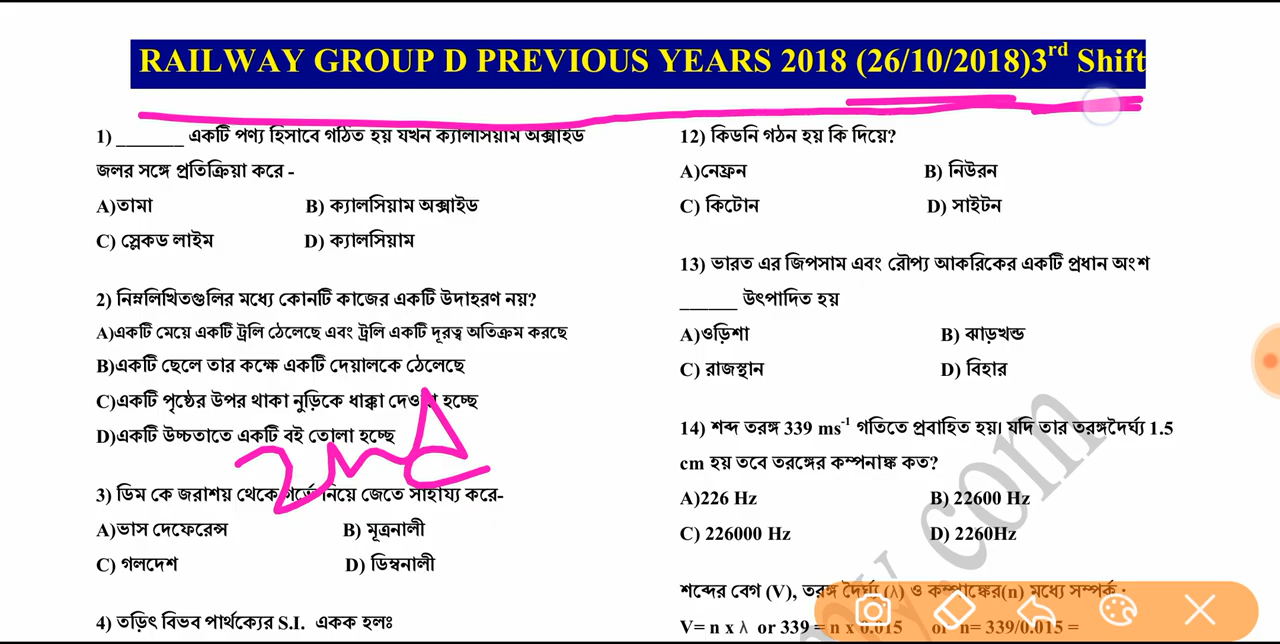 RAILWAY GROUP D PREVIOUS YEARS 2018 (26/10/2018)3rd Shift
1) _______ একটি পণ্য হিসাবে গঠিত হয় যখন ক্যালসিয়াম অক্সাইড
জলর সঙ্গে প্রতিক্রিয়া করে -
A)তামা B) ক্যালসিয়াম অক্সাইড
C) স্লেকড লাইম D) ক্যালসিয়াম
2) নিম্নলিখিতগুলির মধ্যে কোনটি কাজের একটি উদাহরণ নয়?
A)একটি মেয়ে একটি ট্রলি ঠেলেছে এবং ট্রলি একটি দূরত্ব অতিক্রম করছে
B)একটি ছেলে তার কক্ষে একটি দেয়ালকে ঠেলেছে
C)একটি পৃষ্ঠের উপর থাকা নুড়িকে ধাক্কা দেওয়া হচ্ছে
D)একটি উচ্চতাতে একটি বই তোলা হচ্ছে
2nd
3) ডিম কে জরাশয় থেকে গর্ভে নিয়ে জেতে সাহায্য করে-
A)ভাস দেফেরেন্স B) মূত্রনালী
C) গলদেশ D) ডিম্বনালী
4) তড়িৎ বিভব পার্থক্যের S.I. একক হলঃ
12) কিডনি গঠন হয় কি দিয়ে?
A)নেফ্রন B) নিউরন
C) কিটোন D) সাইটন
13) ভারত এর জিপসাম এবং রৌপ্য আকরিকের একটি প্রধান অংশ
______ উৎপাদিত হয়
A)ওড়িশা B) ঝাড়খন্ড
C) রাজস্থান D) বিহার
14) শব্দ তরঙ্গ 339 ms-1 গতিতে প্রবাহিত হয়। যদি তার তরঙ্গদৈর্ঘ্য 1.5
cm হয় তবে তরঙ্গের কম্পনাঙ্ক কত?
A)226 Hz B) 22600 Hz
C) 226000 Hz D) 2260Hz
শব্দের বেগ (V), তরঙ্গ দৈর্ঘ্য (λ) ও কম্পাঙ্কের(n) মধ্যে সম্পর্ক :
V= n x λ or 339 = n x 0.015 or n= 339/0.015 =
y.com